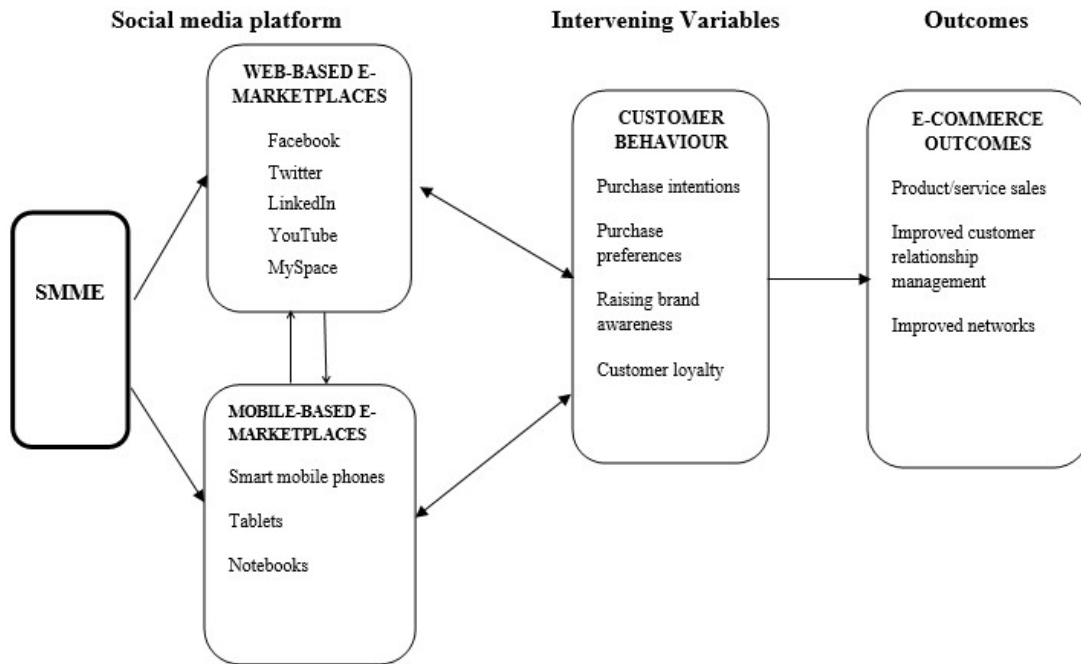 Social media platform
Intervening Variables
Outcomes
SMME
WEB-BASED E-
MARKETPLACES
Facebook
Twitter
LinkedIn
YouTube
MySpace
MOBILE-BASED E-
MARKETPLACES
Smart mobile phones
Tablets
Notebooks
CUSTOMER
BEHAVIOUR
Purchase intentions
Purchase
preferences
Raising brand
awareness
Customer loyalty
E-COMMERCE
OUTCOMES
Product/service sales
Improved customer
relationship
management
Improved networks